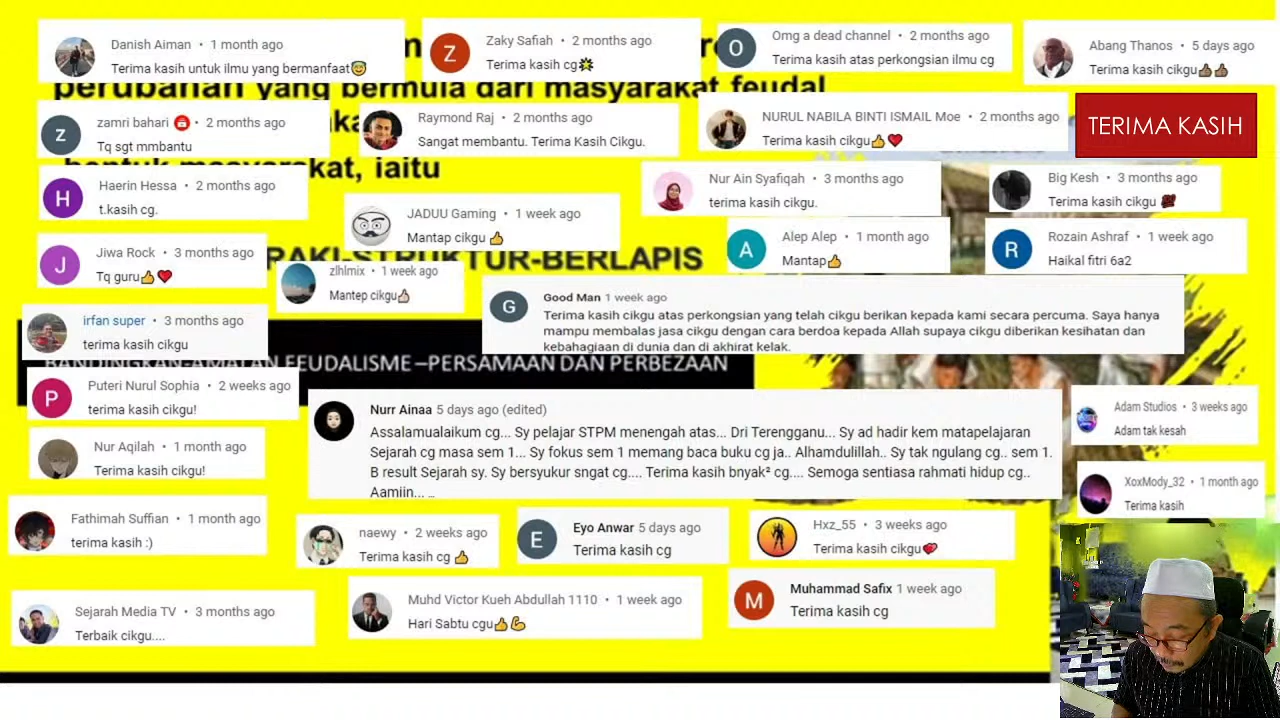 Danish Aiman • 1 month ago
Terima kasih untuk ilmu yang bermanfaat😇
Zaky Safiah • 2 months ago
Terima kasih cg🌟
Omg a dead channel • 2 months ago
Terima kasih atas perkongsian ilmu cg
Abang Thanos • 5 days ago
Terima kasih cikgu👍🏾👍🏾
perubahan yang bermula dari masyarakat feudal
zamri bahari • 2 months ago
Tq sgt mmbantu
Raymond Raj • 2 months ago
Sangat membantu. Terima Kasih Cikgu.
NURUL NABILA BINTI ISMAIL Moe • 2 months ago
Terima kasih cikgu👍❤️
TERIMA KASIH
bentuk masyarakat, iaitu
Haerin Hessa • 2 months ago
t.kasih cg.
JADUU Gaming • 1 week ago
Mantap cikgu 👍
Nur Ain Syafiqah • 3 months ago
terima kasih cikgu.
Big Kesh • 3 months ago
Terima kasih cikgu 💯
Jiwa Rock • 3 months ago
Tq guru👍❤️
RAKI-STRUKTUR-BERLAPIS
Alep Alep • 1 month ago
Mantap👍
Rozain Ashraf • 1 week ago
Haikal fitri 6a2
zlhlmix • 1 week ago
Mantep cikgu👍🏻
Good Man 1 week ago
Terima kasih cikgu atas perkongsian yang telah cikgu berikan kepada kami secara percuma. Saya hanya
mampu membalas jasa cikgu dengan cara berdoa kepada Allah supaya cikgu diberikan kesihatan dan
kebahagiaan di dunia dan di akhirat kelak.
irfan super • 3 months ago
terima kasih cikgu
BANDINGKAN-AMALAN FEUDALISME –PERSAMAAN DAN PERBEZAAN
Puteri Nurul Sophia • 2 weeks ago
terima kasih cikgu!
Nurr Ainaa 5 days ago (edited)
Assalamualaikum cg... Sy pelajar STPM menengah atas... Dri Terengganu... Sy ad hadir kem matapelajaran
Sejarah cg masa sem 1... Sy fokus sem 1 memang baca buku cg ja.. Alhamdulillah.. Sy tak ngulang cg.. sem 1.
B result Sejarah sy. Sy bersyukur sngat cg.... Terima kasih bnyak² cg.... Semoga sentiasa rahmati hidup cg..
Aamiin... ...
Adam Studios • 3 weeks ago
Adam tak kesah
Nur Aqilah • 1 month ago
Terima kasih cikgu!
XoxMody_32 • 1 month ago
Terima kasih
Fathimah Suffian • 1 month ago
terima kasih :)
naewy • 2 weeks ago
Terima kasih cg 👍
Eyo Anwar 5 days ago
Terima kasih cg
Hxz_55 • 3 weeks ago
Terima kasih cikgu💕
Sejarah Media TV • 3 months ago
Terbaik cikgu....
Muhd Victor Kueh Abdullah 1110 • 1 week ago
Hari Sabtu cgu👍💪
Muhammad Safix 1 week ago
Terima kasih cg